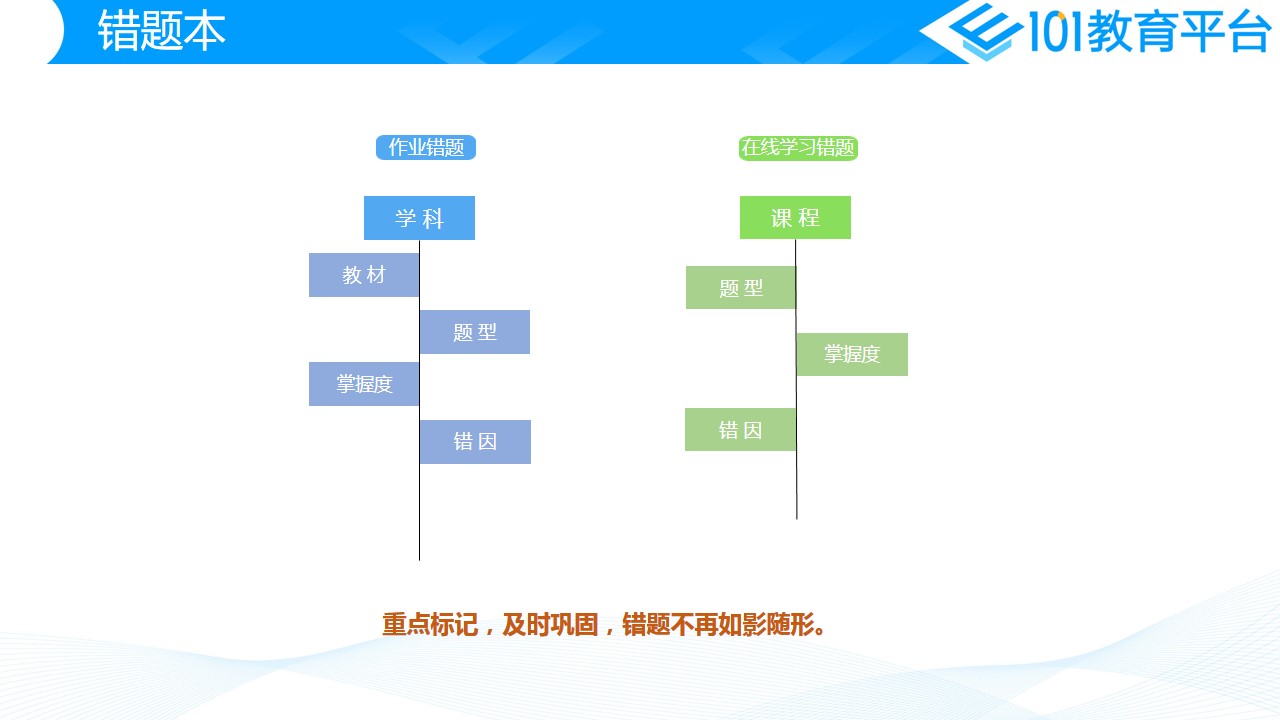 错题本
101教育平台
作业错题
学科
教材
题型
掌握度
错因
在线学习错题
课程
题型
掌握度
错因
重点标记，及时巩固，错题不再如影随形。